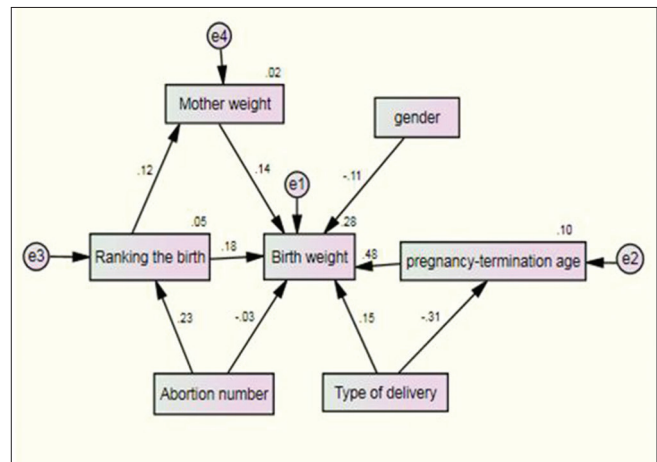 e4
.02
Mother weight
gender
.12
.14
-.11
e1
.05
.28
.10
e3
Ranking the birth
.18
Birth weight
.48
pregnancy-termination age
e2
.23
-.03
.15
-.31
Abortion number
Type of delivery